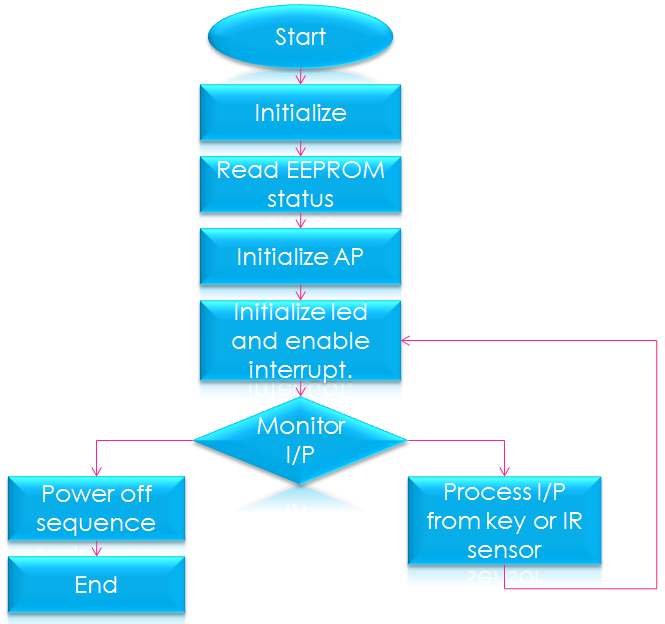 Start
Initialize
Read EEPROM
status
Initialize AP
Initialize led
and enable
interrupt.
Monitor
I/P
Power off
sequence
End
Process I/P
from key or IR
sensor